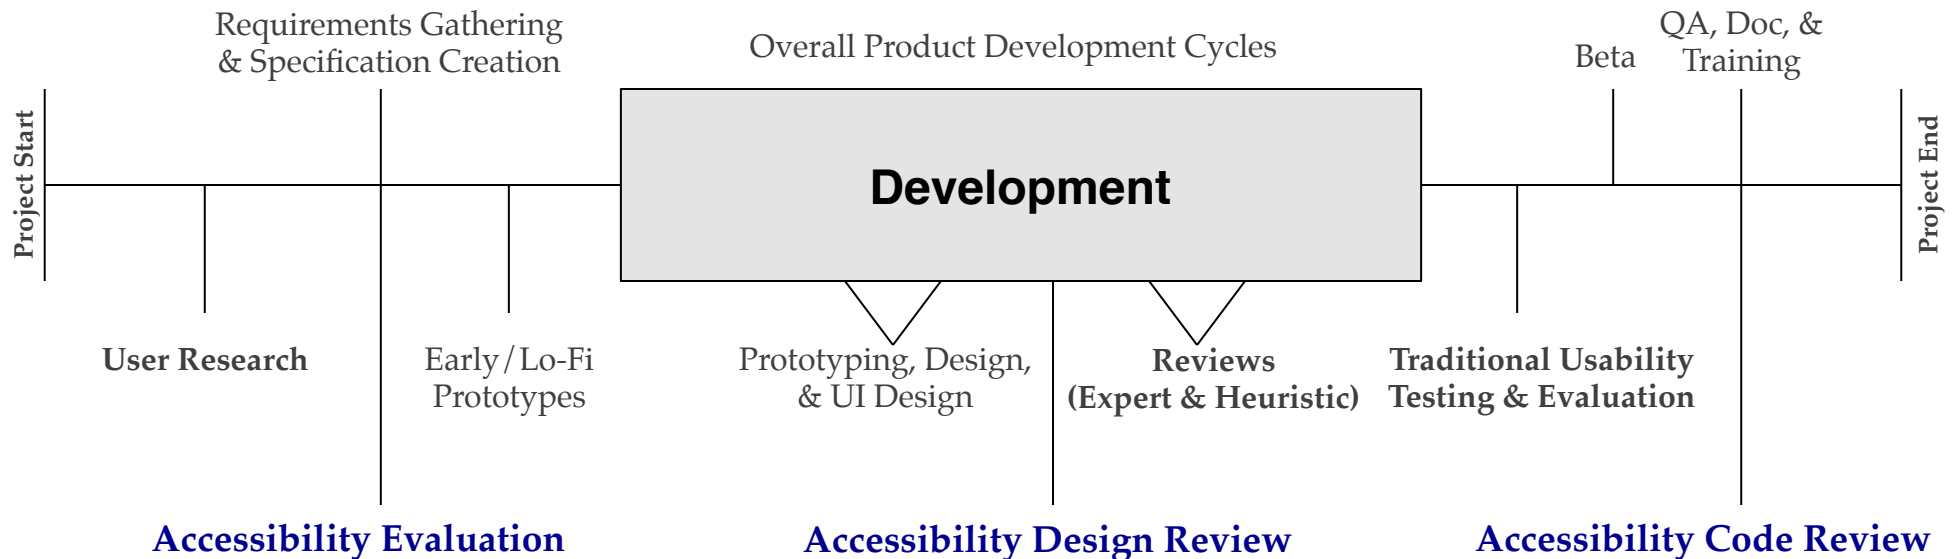 Requirements Gathering
& Specification Creation
Overall Product Development Cycles
Beta
QA, Doc, &
Training
Project Start
Development
Project End
User Research
Early/Lo-Fi
Prototypes
Prototyping, Design,
& UI Design
Reviews
(Expert & Heuristic)
Traditional Usability
Testing & Evaluation
Accessibility Evaluation
Accessibility Design Review
Accessibility Code Review